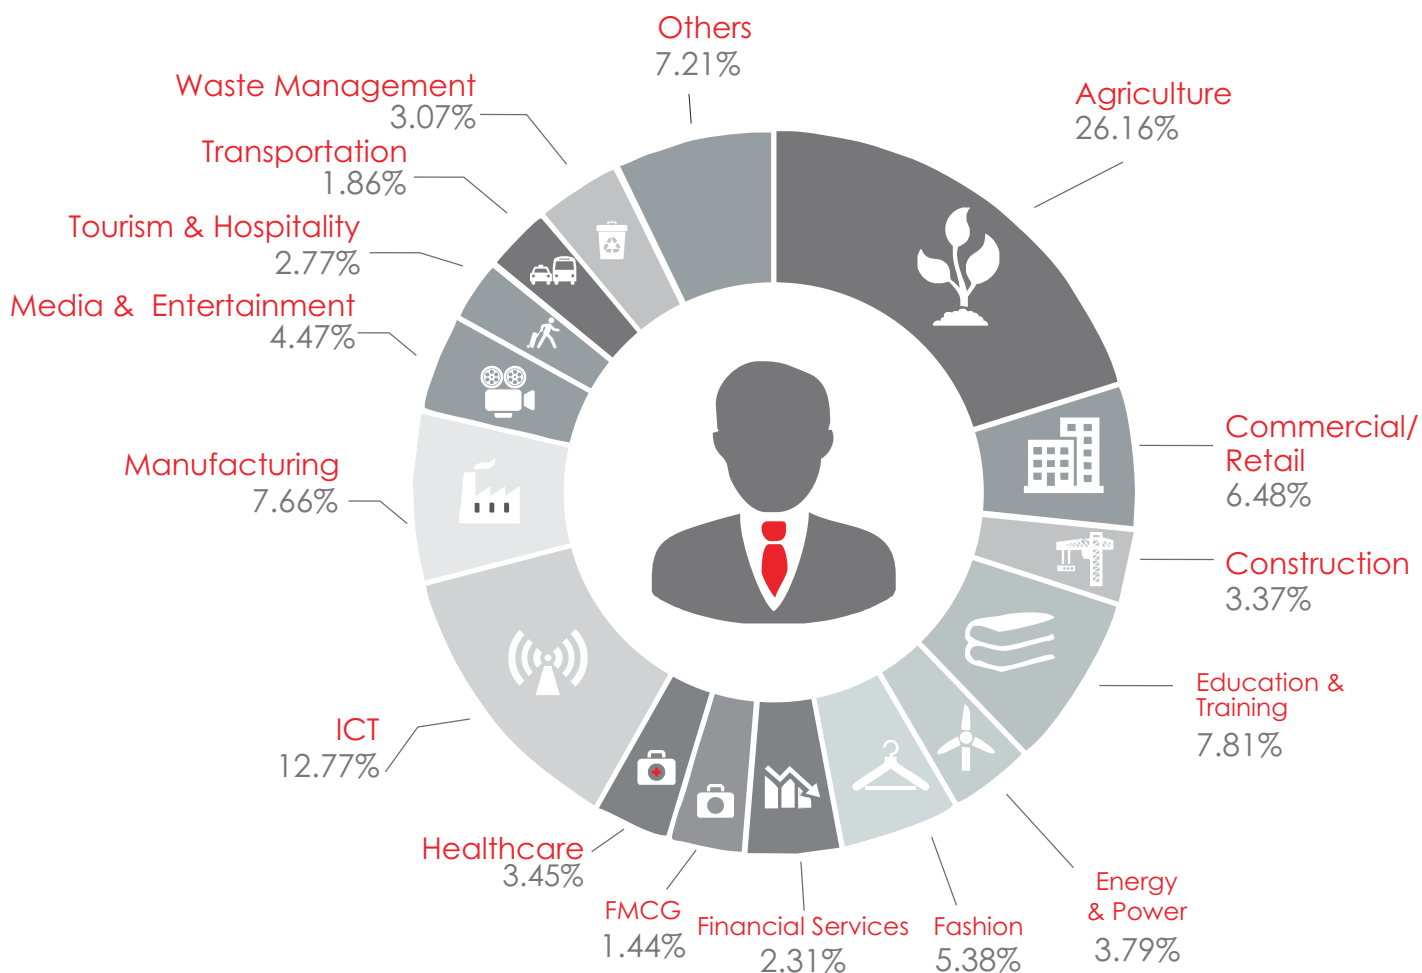 Others
7.21%
Agriculture
26.16%
Commercial/
Retail
6.48%
Construction
3.37%
Education &
Training
7.81%
Energy
& Power
3.79%
Fashion
5.38%
Financial Services
2.31%
FMCG
1.44%
Healthcare
3.45%
ICT
12.77%
Manufacturing
7.66%
Media & Entertainment
4.47%
Tourism & Hospitality
2.77%
Transportation
1.86%
Waste Management
3.07%